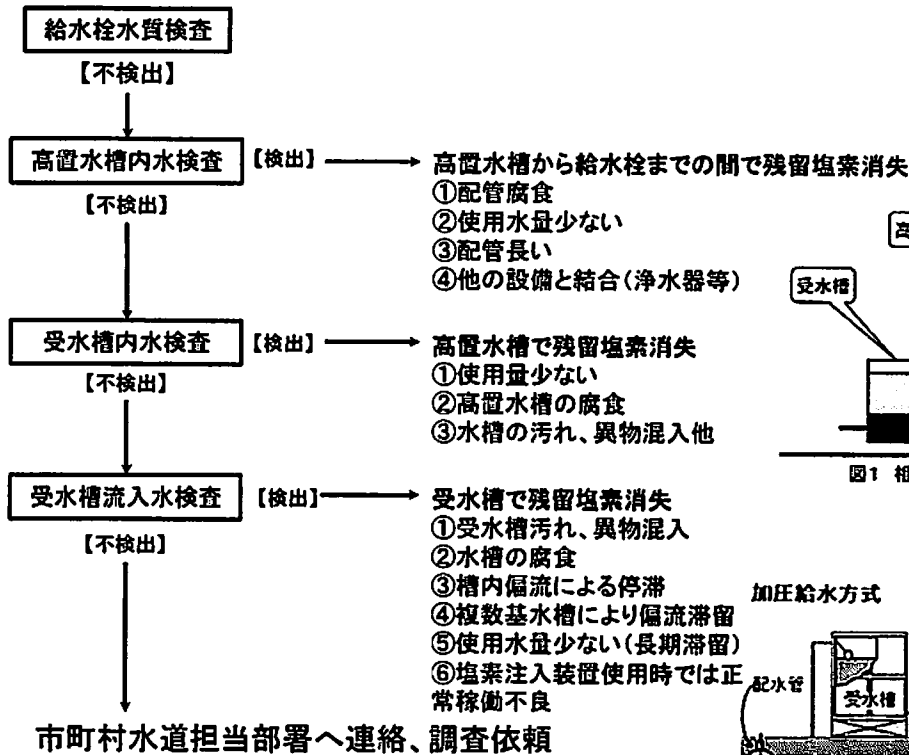 給水栓水質検査
【不検出】
高置水槽内水検査
【検出】
高置水槽から給水栓までの間で残留塩素消失
①配管腐食
②使用水量少ない
③配管長い
④他の設備と結合(浄水器等)
【不検出】
高
受水槽
受水槽内水検査
【検出】
高置水槽で残留塩素消失
①使用量少ない
②高置水槽の腐食
③水槽の汚れ、異物混入他
【不検出】
図1
受水槽流入水検査
【検出】
受水槽で残留塩素消失
①受水槽汚れ、異物混入
②水槽の腐食
③槽内偏流による停滞
④複数基水槽により偏流滞留
⑤使用水量少ない(長期滞留)
⑥塩素注入装置使用時では正
常稼働不良
【不検出】
加圧給水方式
配水管
受水槽
市町村水道担当部署へ連絡、調査依頼